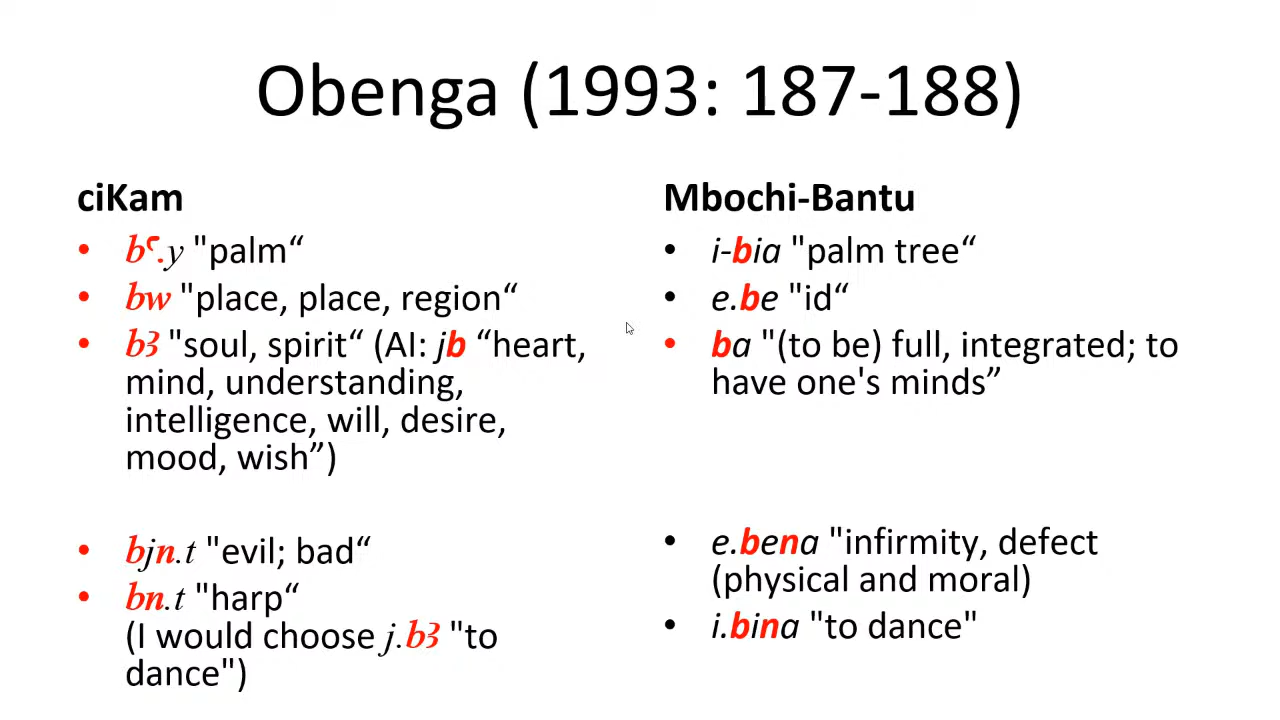 Obenga (1993: 187-188)
ciKam
• bꜥ.y "palm“
• bw "place, place, region“
• bꜣ "soul, spirit“ (AI: jb “heart,
mind, understanding,
intelligence, will, desire,
mood, wish”)
• bjn.t "evil; bad“
• bn.t "harp“
(I would choose j.bꜣ "to
dance")
Mbochi-Bantu
• i-bia "palm tree“
• e.be "id“
• ba "(to be) full, integrated; to
have one's minds”
• e.bena "infirmity, defect
(physical and moral)
• i.bina "to dance"